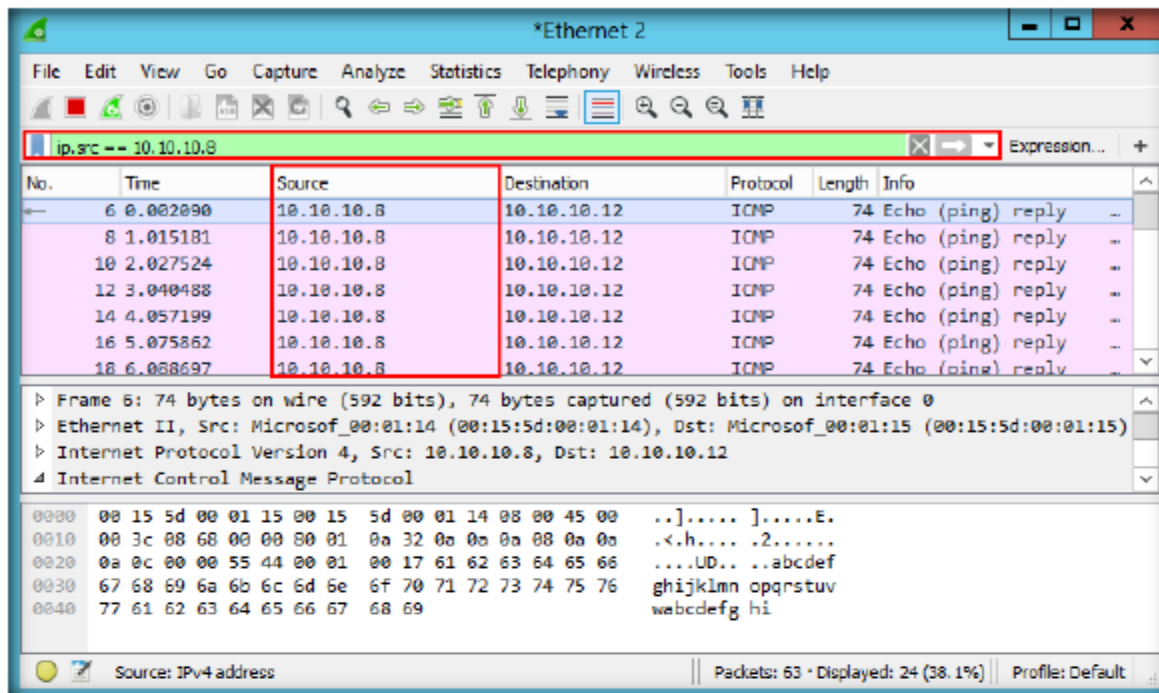 *Ethernet 2
File Edit View Go Capture Analyze Statistics Telephony Wireless Tools Help
ip.src == 10.10.10.8 Expression... +
No. Time Source Destination Protocol Length Info
6 0.002090 10.10.10.8 10.10.10.12 ICMP 74 Echo (ping) reply ...
8 1.015181 10.10.10.8 10.10.10.12 ICMP 74 Echo (ping) reply ...
10 2.027524 10.10.10.8 10.10.10.12 ICMP 74 Echo (ping) reply ...
12 3.040488 10.10.10.8 10.10.10.12 ICMP 74 Echo (ping) reply ...
14 4.057199 10.10.10.8 10.10.10.12 ICMP 74 Echo (ping) reply ...
16 5.075862 10.10.10.8 10.10.10.12 ICMP 74 Echo (ping) reply ...
18 6.088697 10.10.10.8 10.10.10.12 ICMP 74 Echo (ping) reply ...
Frame 6: 74 bytes on wire (592 bits), 74 bytes captured (592 bits) on interface 0
Ethernet II, Src: Microsof_00:01:14 (00:15:5d:00:01:14), Dst: Microsof_00:01:15 (00:15:5d:00:01:15)
Internet Protocol Version 4, Src: 10.10.10.8, Dst: 10.10.10.12
Internet Control Message Protocol
0000 00 15 5d 00 01 15 00 15 5d 00 01 14 08 00 45 00 ..]..... ].....E.
0010 00 3c 08 68 00 00 80 01 0a 32 0a 0a 0a 08 0a 0a .<.h.... .2......
0020 0a 0c 00 00 55 44 00 01 00 17 61 62 63 64 65 66 ....UD.. ..abcdef
0030 67 68 69 6a 6b 6c 6d 6e 6f 70 71 72 73 74 75 76 ghijklmn opqrstuv
0040 77 61 62 63 64 65 66 67 68 69 wabcdefg hi
Source: IPv4 address Packets: 63 · Displayed: 24 (38.1%) Profile: Default